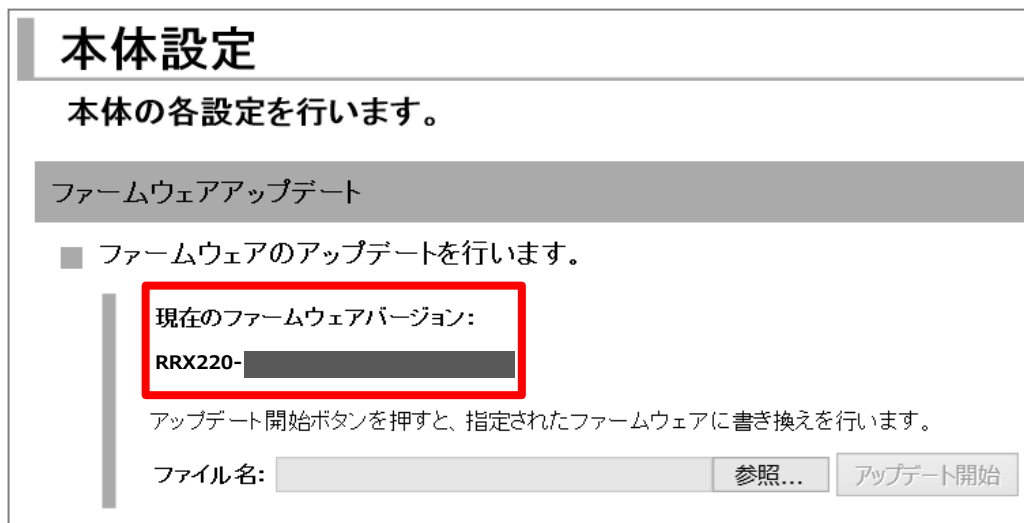 本体設定
本体の各設定を行います。
ファームウェアアップデート
ファームウェアのアップデートを行います。
現在のファームウェアバージョン:
RRX220-
アップデート開始ボタンを押すと、指定されたファームウェアに書き換えを行います。
ファイル名: 参照... アップデート開始